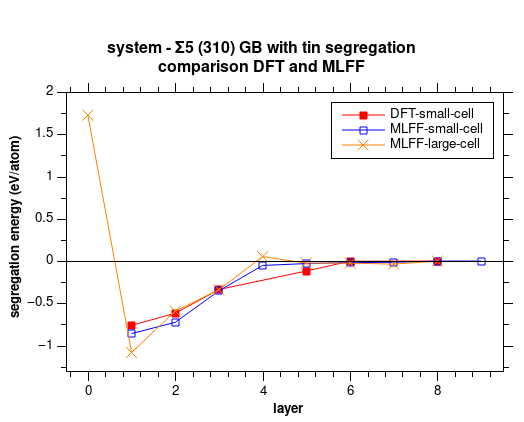 system - Σ5 (310) GB with tin segregation
comparison DFT and MLFF
2
1.5
1
0.5
0
−0.5
−1
segregation energy (eV/atom)
DFT-small-cell
MLFF-small-cell
MLFF-large-cell
0 2 4 6 8
layer